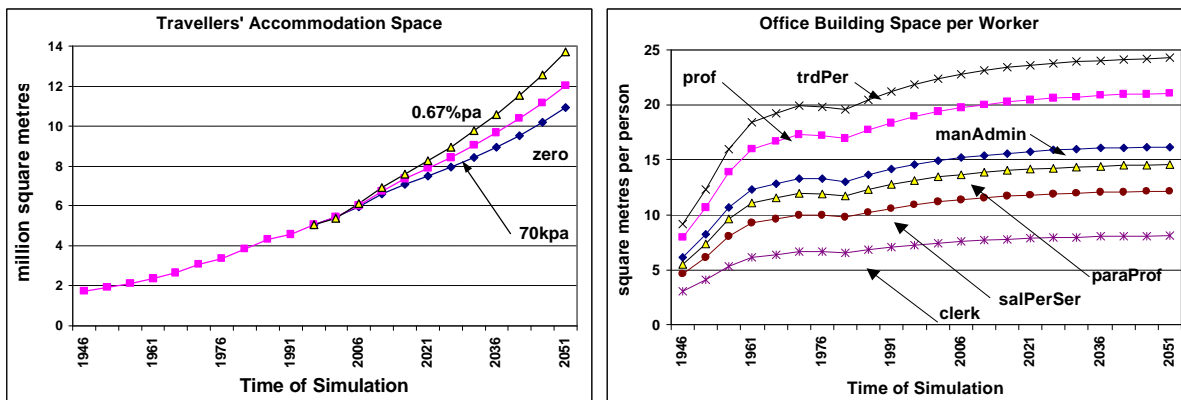 Travellers' Accommodation Space
14
12
10
8
6
4
2
0
million square metres
0.67%pa
zero
70kpa
1946
1961
1976
1991
2006
2021
2036
2051
Time of Simulation
Office Building Space per Worker
25
20
15
10
5
0
square metres per person
prof
trdPer
manAdmin
paraProf
salPerSer
clerk
1946
1961
1976
1991
2006
2021
2036
2051
Time of Simulation